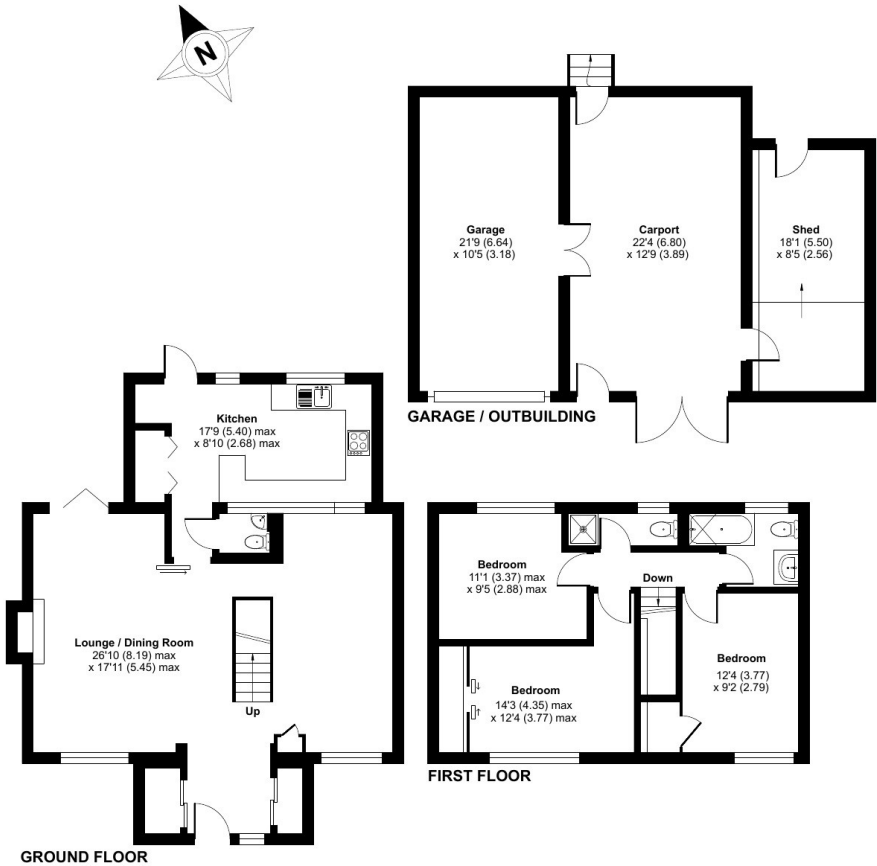 N
Garage
21'9 (6.64)
x 10'5 (3.18)
Carport
22'4 (6.80)
x 12'9 (3.89)
Shed
18'1 (5.50)
x 8'5 (2.56)
GARAGE / OUTBUILDING
Kitchen
17'9 (5.40) max
x 8'10 (2.68) max
Lounge / Dining Room
26'10 (8.19) max
x 17'11 (5.45) max
Up
GROUND FLOOR
Bedroom
11'1 (3.37) max
x 9'5 (2.88) max
Down
Bedroom
14'3 (4.35) max
x 12'4 (3.77) max
Bedroom
12'4 (3.77)
x 9'2 (2.79)
FIRST FLOOR